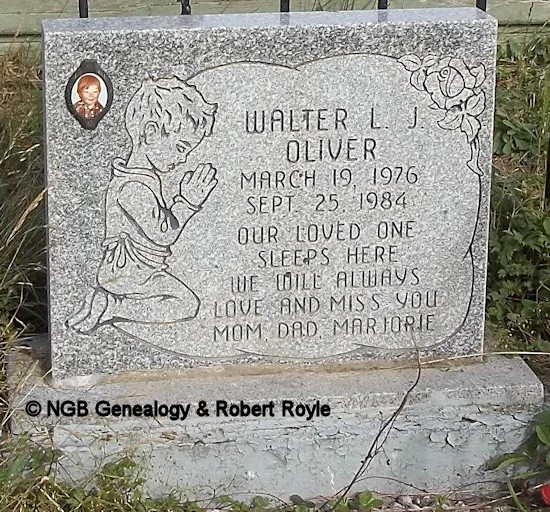 WALTER L. J.
OLIVER
MARCH 19, 1976
SEPT. 25, 1984
OUR LOVED ONE
SLEEPS HERE
WE WILL ALWAYS
LOVE AND MISS YOU
MOM, DAD, MARJORIE
© NGB Genealogy & Robert Royle